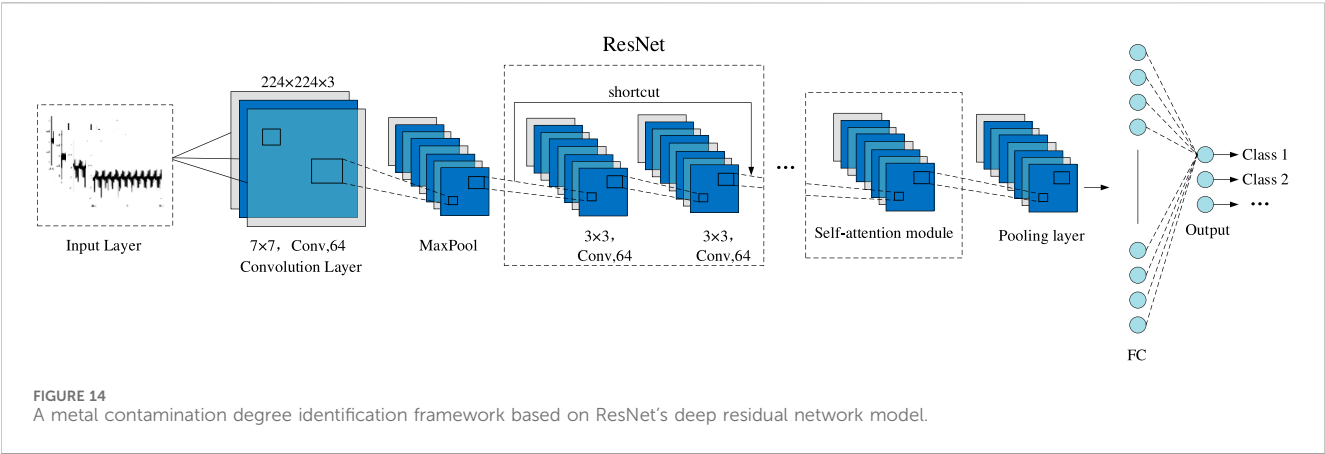 ResNet
224×224×3
shortcut
...
Input Layer
7×7，Conv,64
Convolution Layer
MaxPool
3×3，
Conv,64
3×3，
Conv,64
Self-attention module
Pooling layer
FC
Class 1
Class 2
...
Output
FIGURE 14
A metal contamination degree identification framework based on ResNet's deep residual network model.